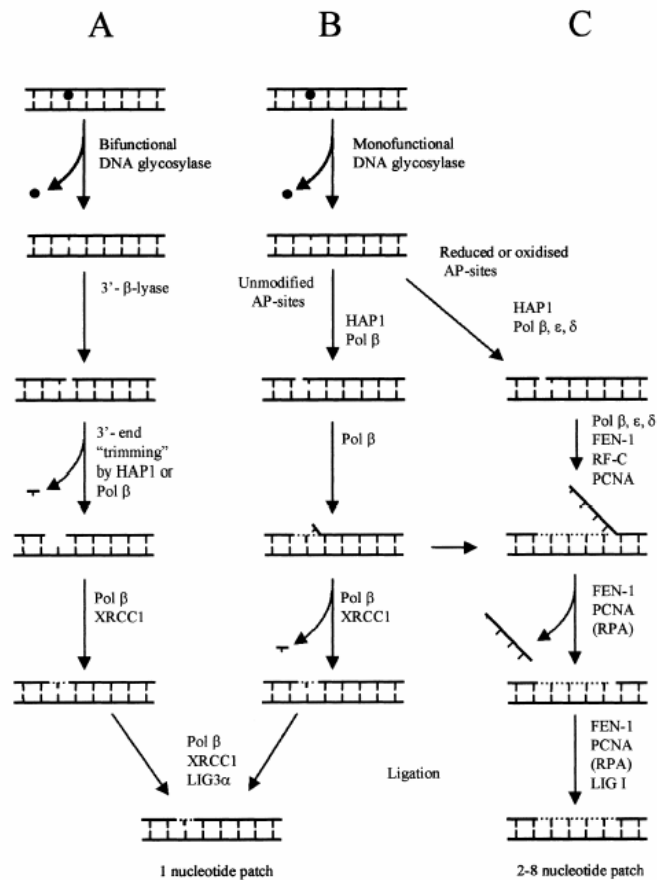 A
B
C
Bifunctional
DNA glycosylase
Monofunctional
DNA glycosylase
3'- β-lyase
Unmodified
AP-sites
Reduced or oxidised
AP-sites
HAP1
Pol β
HAP1
Pol β, ε, δ
3'- end
"trimming"
by HAP1 or
Pol β
Pol β
Pol β, ε, δ
FEN-1
RF-C
PCNA
Pol β
XRCC1
Pol β
XRCC1
FEN-1
PCNA
(RPA)
Pol β
XRCC1
LIG3α
Ligation
FEN-1
PCNA
(RPA)
LIG I
1 nucleotide patch
2-8 nucleotide patch